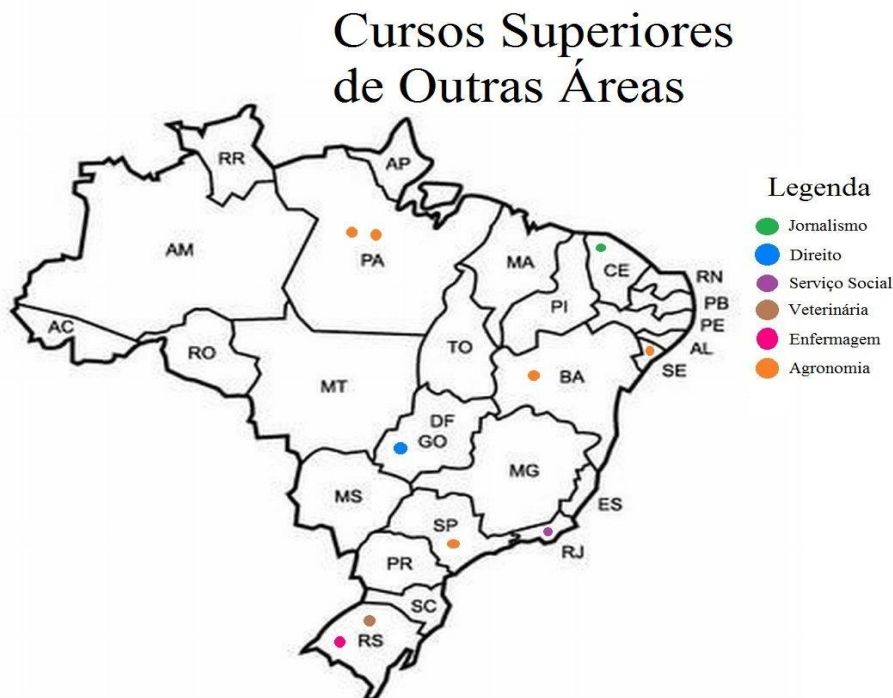 Cursos Superiores
de Outras Áreas
RR
AP
AM
PA
MA
CE
RN
PB
PI
PE
AC
AL
RO
TO
SE
MT
BA
DF
GO
MG
MS
ES
SP
RJ
PR
SC
RS
Legenda
Jornalismo
Direito
Serviço Social
Veterinária
Enfermagem
Agronomia